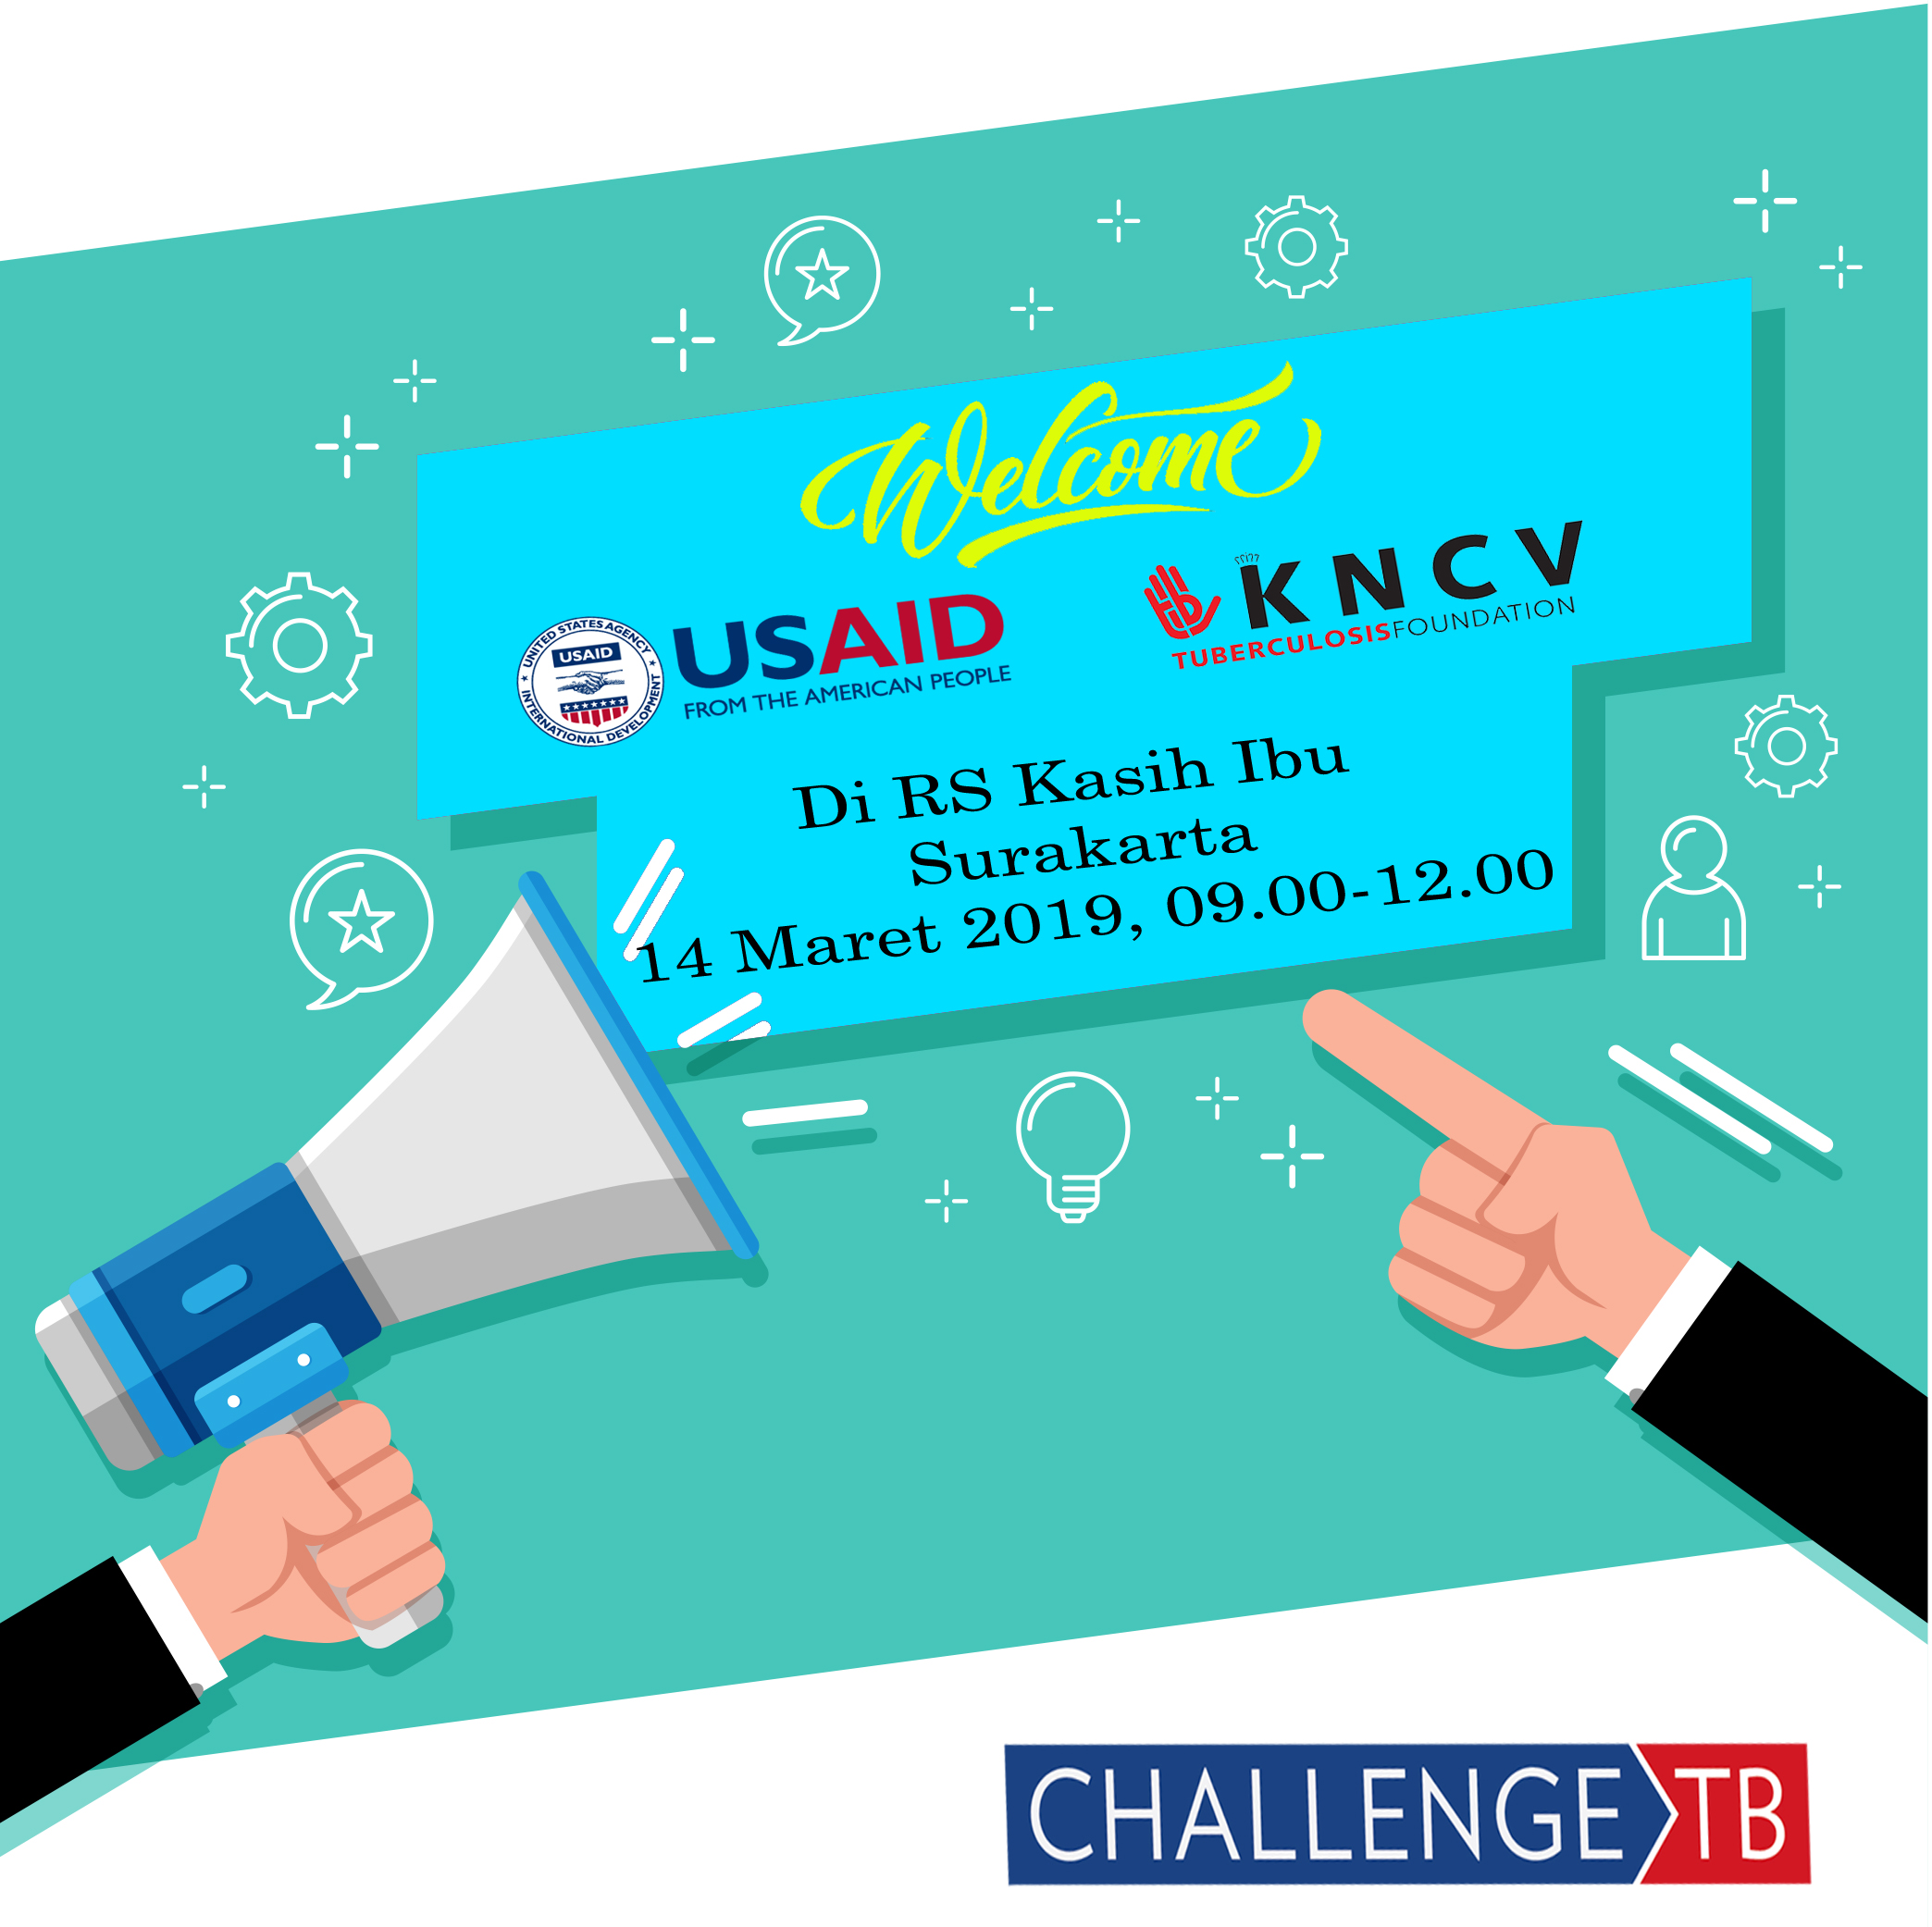 Welcome
UNITED STATES AGENCY
USAID
INTERNATIONAL DEVELOPMENT
USAID
FROM THE AMERICAN PEOPLE
KNCV
TUBERCULOSISFOUNDATION
Di RS Kasih Ibu
Surakarta
14 Maret 2019, 09.00-12.00
CHALLENGE TB